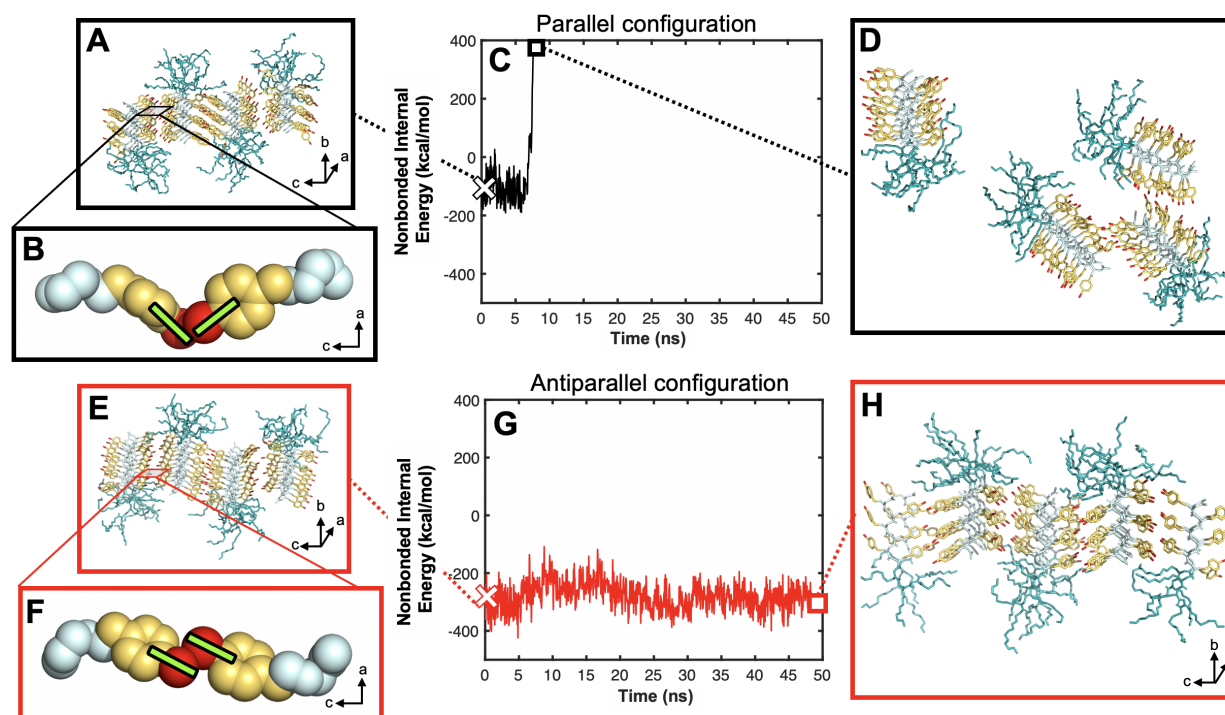 A
b
a
c
B
a
c
Parallel configuration
C
Nonbonded Internal
Energy (kcal/mol)
400
200
0
-200
-400
0 5 10 15 20 25 30 35 40 45 50
Time (ns)
D
E
b
a
c
F
a
c
Antiparallel configuration
G
Nonbonded Internal
Energy (kcal/mol)
400
200
0
-200
-400
0 5 10 15 20 25 30 35 40 45 50
Time (ns)
H
b
c